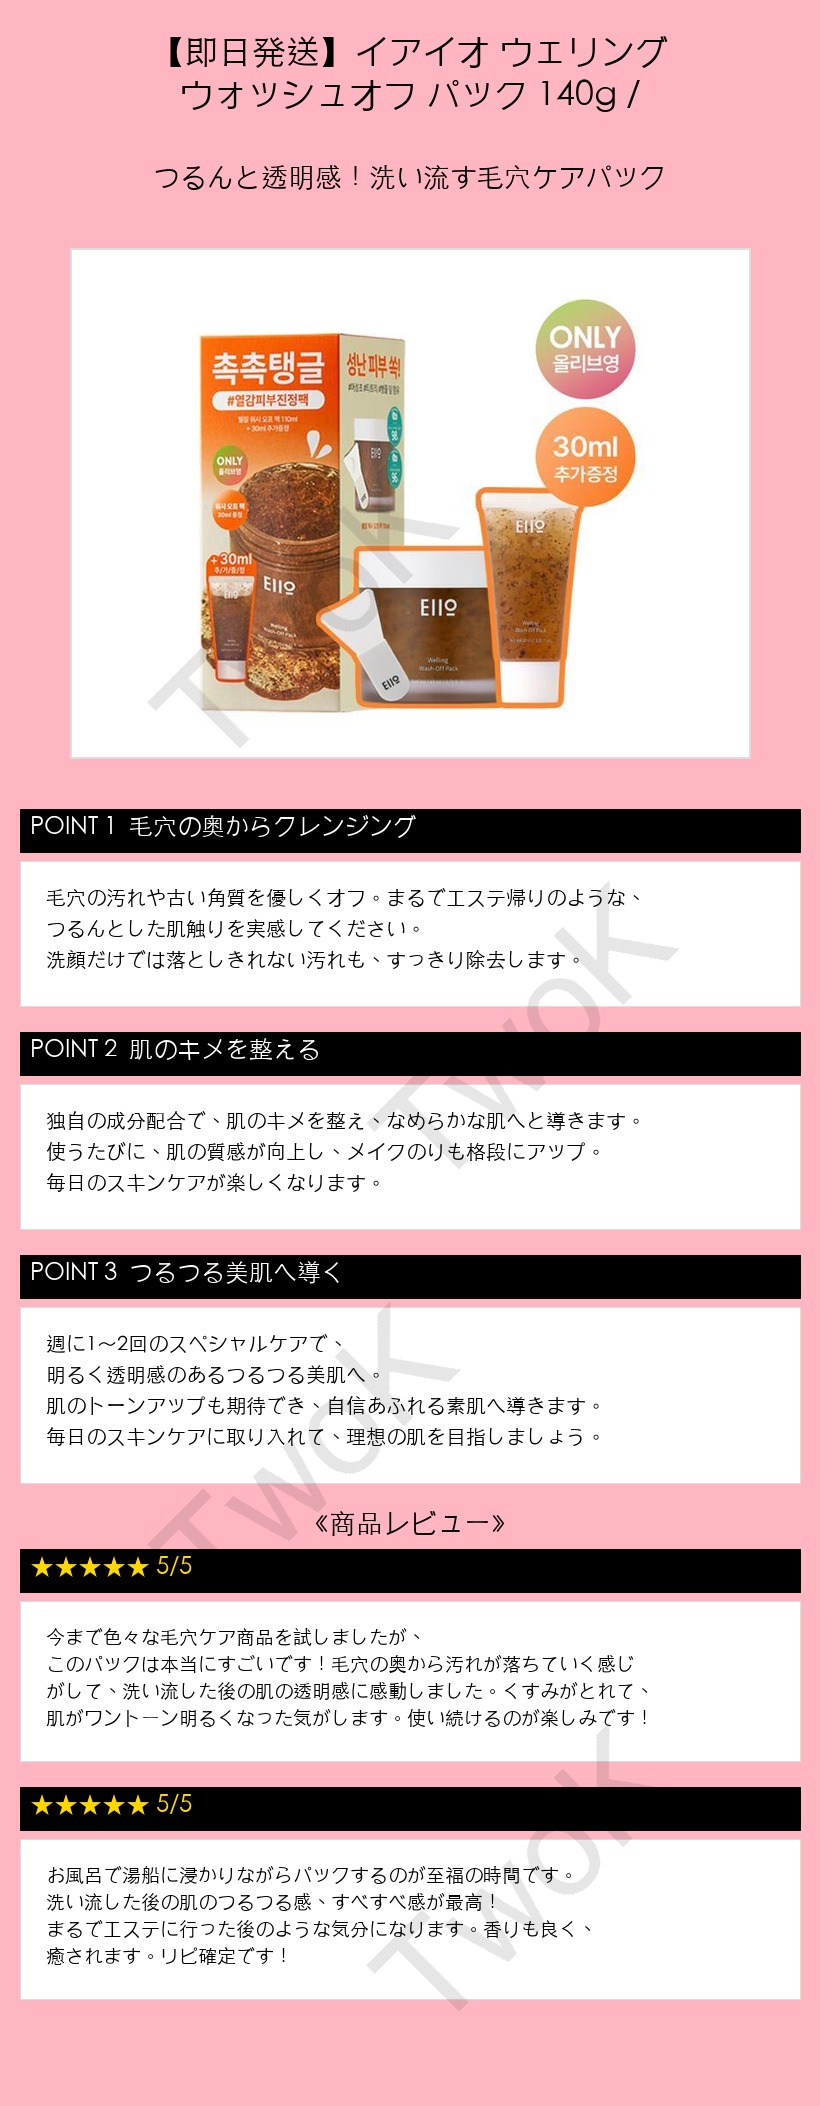 【即日発送】イアイオ ウエリング
ウォッシュオフ パック 140g /
つるんと透明感！洗い流す毛穴ケアパック
촉촉탱글
#열감피부진정팩
웰링 워시 오프 팩 110ml
+ 30ml 추가증정
ONLY
올리브영
워시 오프 팩
30ml 증정
+30ml
추/가/증/정
EIIO
EIIO
Welling
Wash-Off Pack
성난 피부 쏙!
EIIO
EIIO
Welling
Wash-Off Pack
EIIO
EIIO
Welling
Wash-Off Pack
ONLY
올리브영
30ml
추가증정
POINT 1 毛穴の奥からクレンジング
毛穴の汚れや古い角質を優しくオフ。まるでエステ帰りのような、
つるんとした肌触りを実感してください。
洗顔だけでは落としきれない汚れも、すっきり除去します。
POINT 2 肌のキメを整える
独自の成分配合で、肌のキメを整え、なめらかな肌へと導きます。
使うたびに、肌の質感が向上し、メイクのりも格段にアップ。
毎日のスキンケアが楽しくなります。
POINT 3 つるつる美肌へ導く
週に1〜2回のスペシャルケアで、
明るく透明感のあるつるつる美肌へ。
肌のトーンアップも期待でき、自信あふれる素肌へ導きます。
毎日のスキンケアに取り入れて、理想の肌を目指しましょう。
《商品レビュー》
★★★★★ 5/5
今まで色々な毛穴ケア商品を試しましたが、
このパックは本当にすごいです！毛穴の奥から汚れが落ちていく感じ
がして、洗い流した後の肌の透明感に感動しました。くすみがとれて、
肌がワントーン明るくなった気がします。使い続けるのが楽しみです！
★★★★★ 5/5
お風呂で湯船に浸かりながらパックするのが至福の時間です。
洗い流した後の肌のつるつる感、すべすべ感が最高！
まるでエステに行った後のような気分になります。香りも良く、
癒されます。リピ確定です！
TwoK
TwoK
TwoK
TwoK